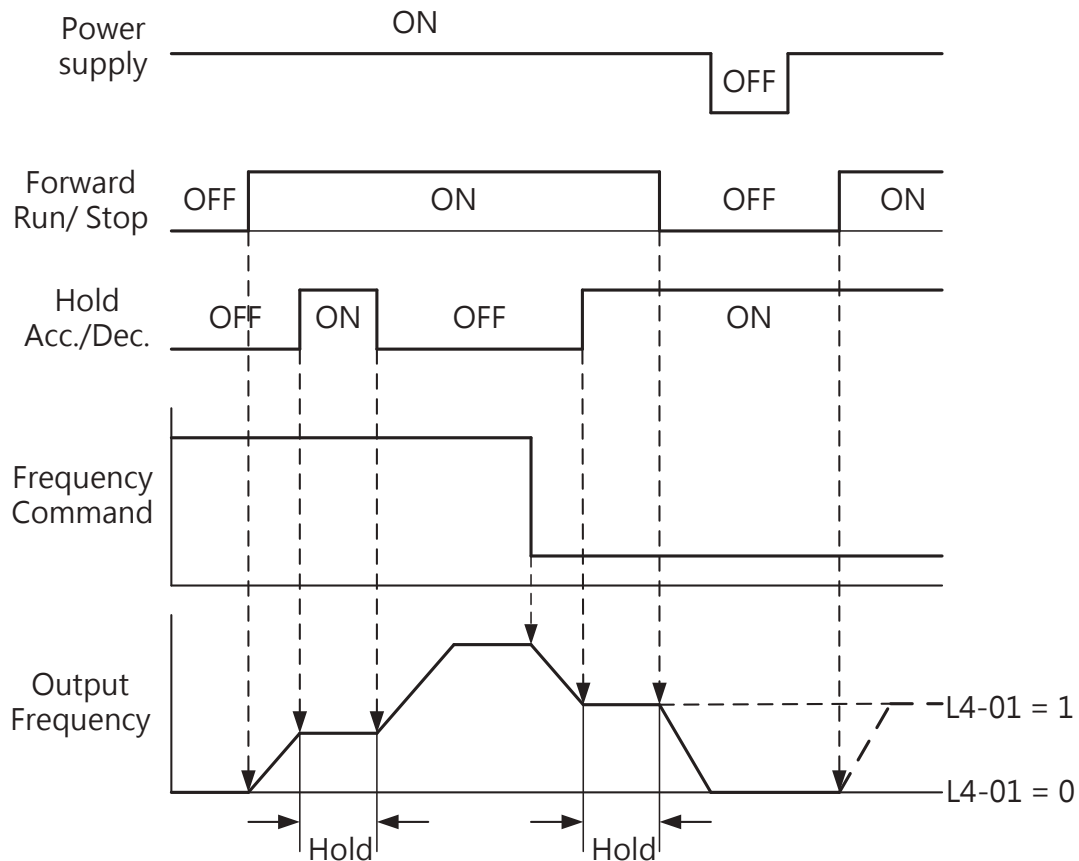 ON
Power
supply
OFF
Forward
Run/ Stop
OFF
ON
OFF
ON
Hold
Acc./Dec.
OFF
ON
OFF
ON
Frequency
Command
Output
Frequency
L4-01 = 1
L4-01 = 0
Hold
Hold